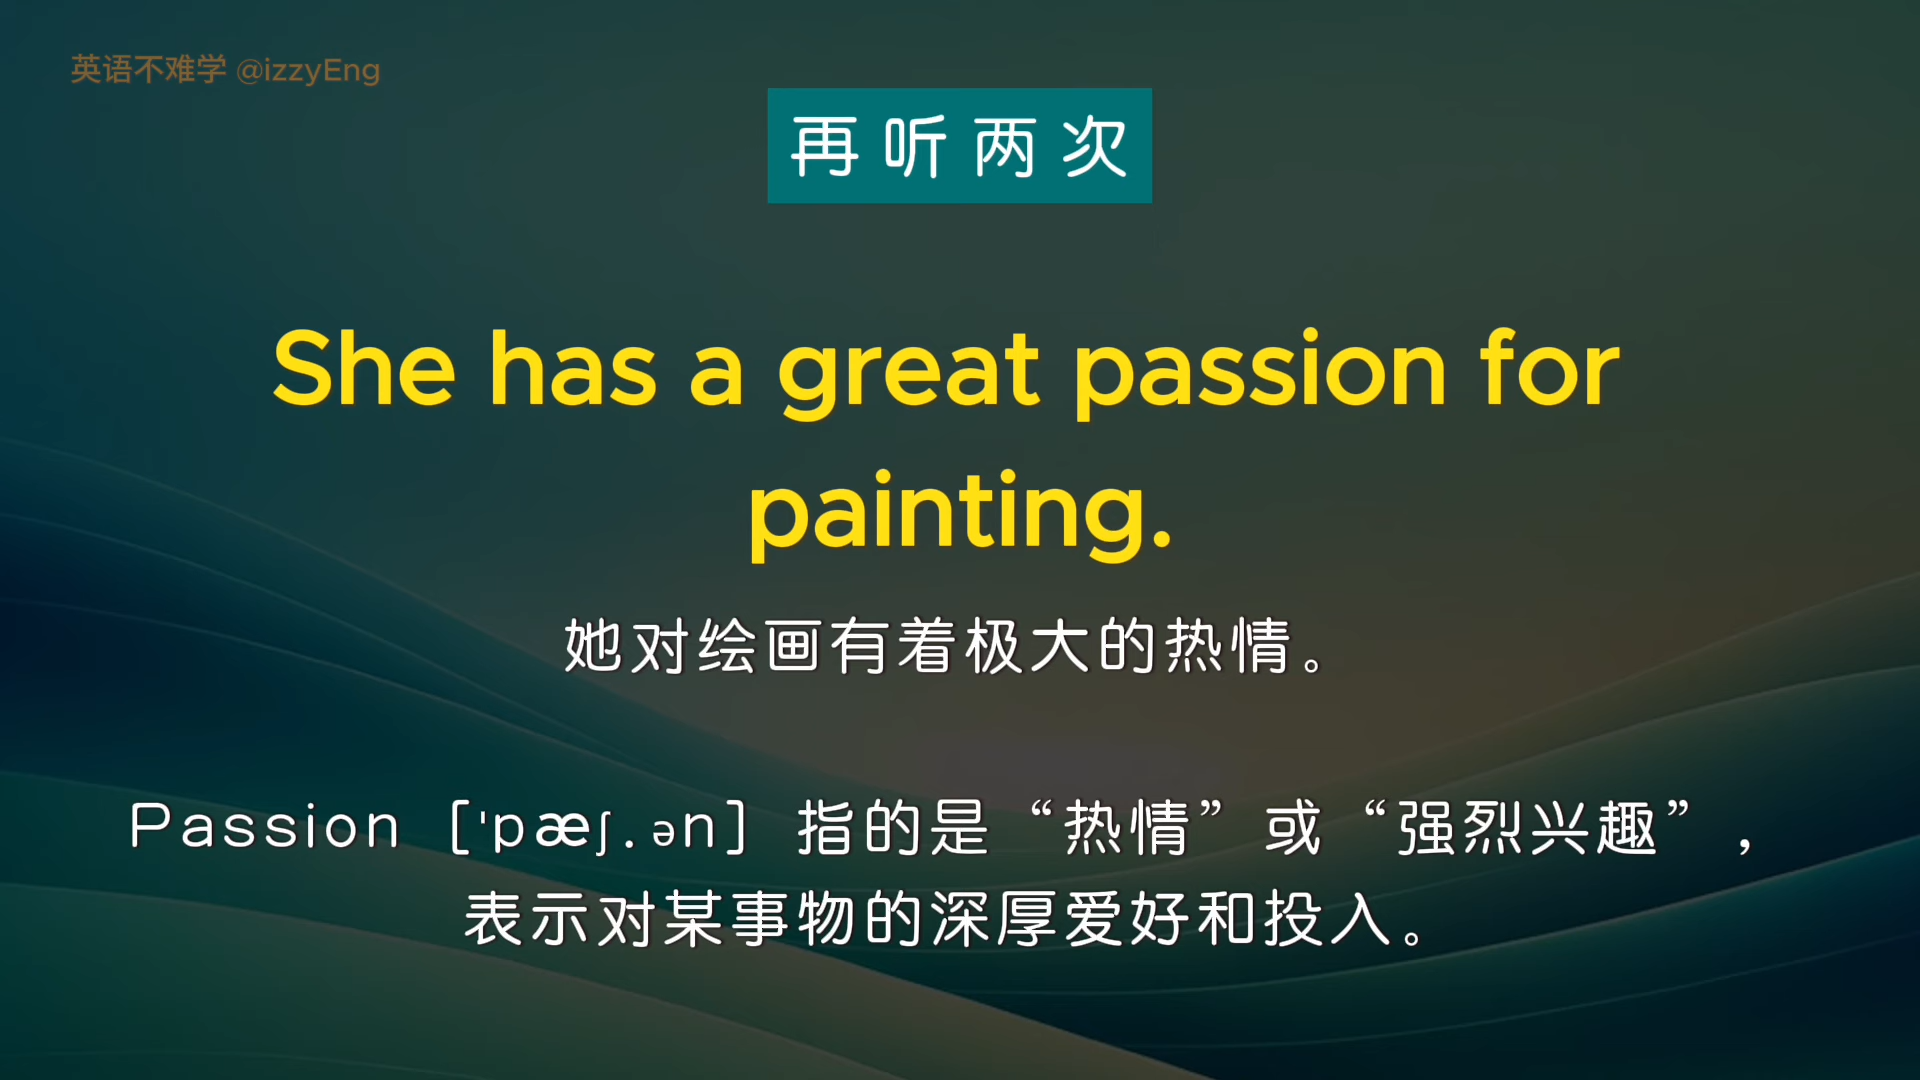 英语不难学 @izzyEng
再听两次
She has a great passion for
painting.
她对绘画有着极大的热情。
Passion [ˈpæʃ.ən] 指的是“热情”或“强烈兴趣”，
表示对某事物的深厚爱好和投入。